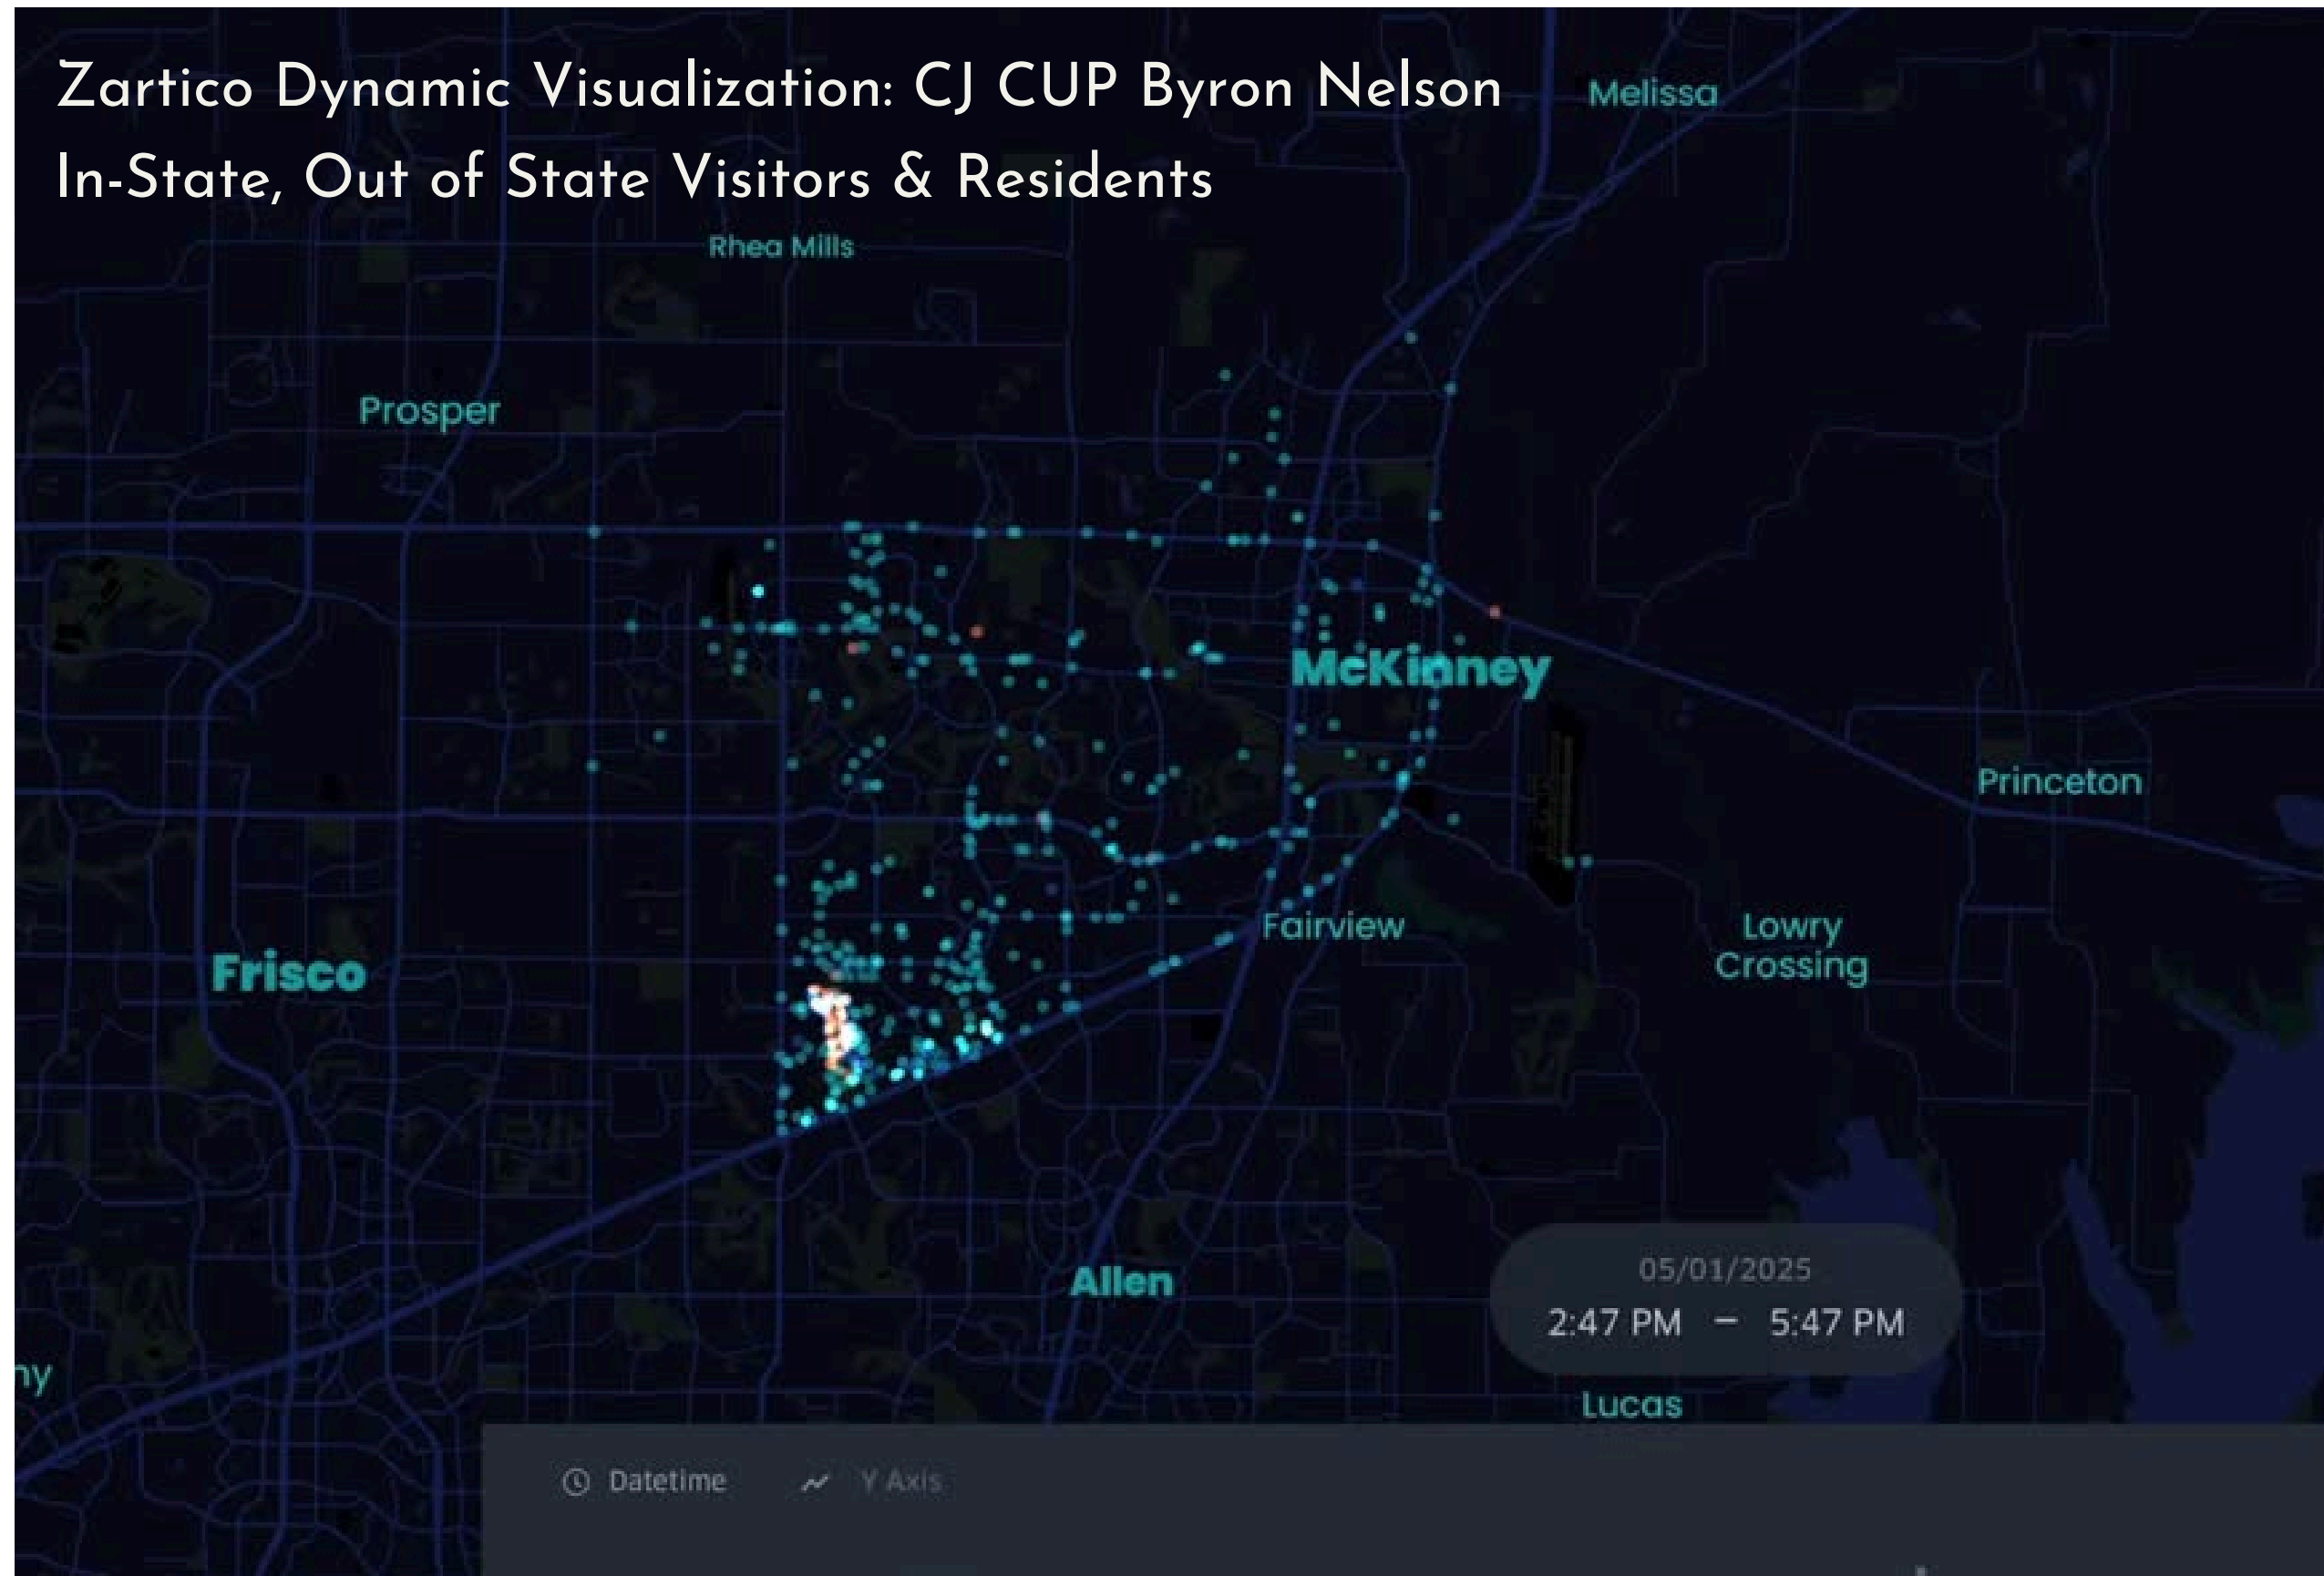 Zartico Dynamic Visualization: CJ CUP Byron Nelson
In-State, Out of State Visitors & Residents
Melissa
Rhea Mills
Prosper
McKinney
Princeton
Fairview
Lowry
Crossing
Frisco
Allen
05/01/2025
2:47 PM – 5:47 PM
ny
Lucas
Datetime
Y Axis